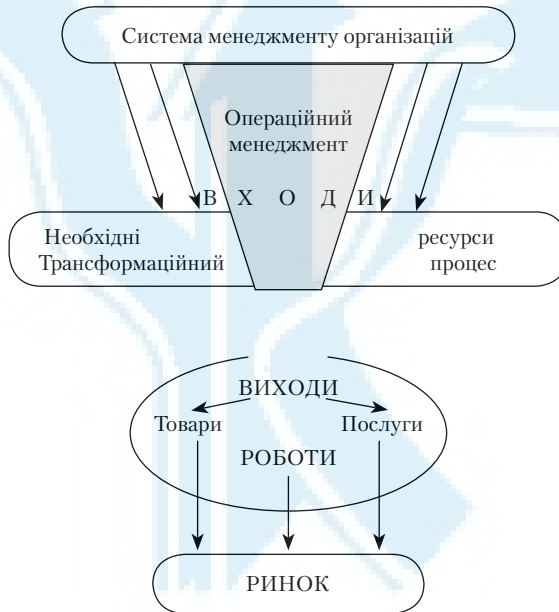 Система менеджменту організацій
Операційний
менеджмент
В Х О Д И
Необхідні ресурси
Трансформаційний процес
ВИХОДИ
Товари Послуги
РОБОТИ
РИНОК